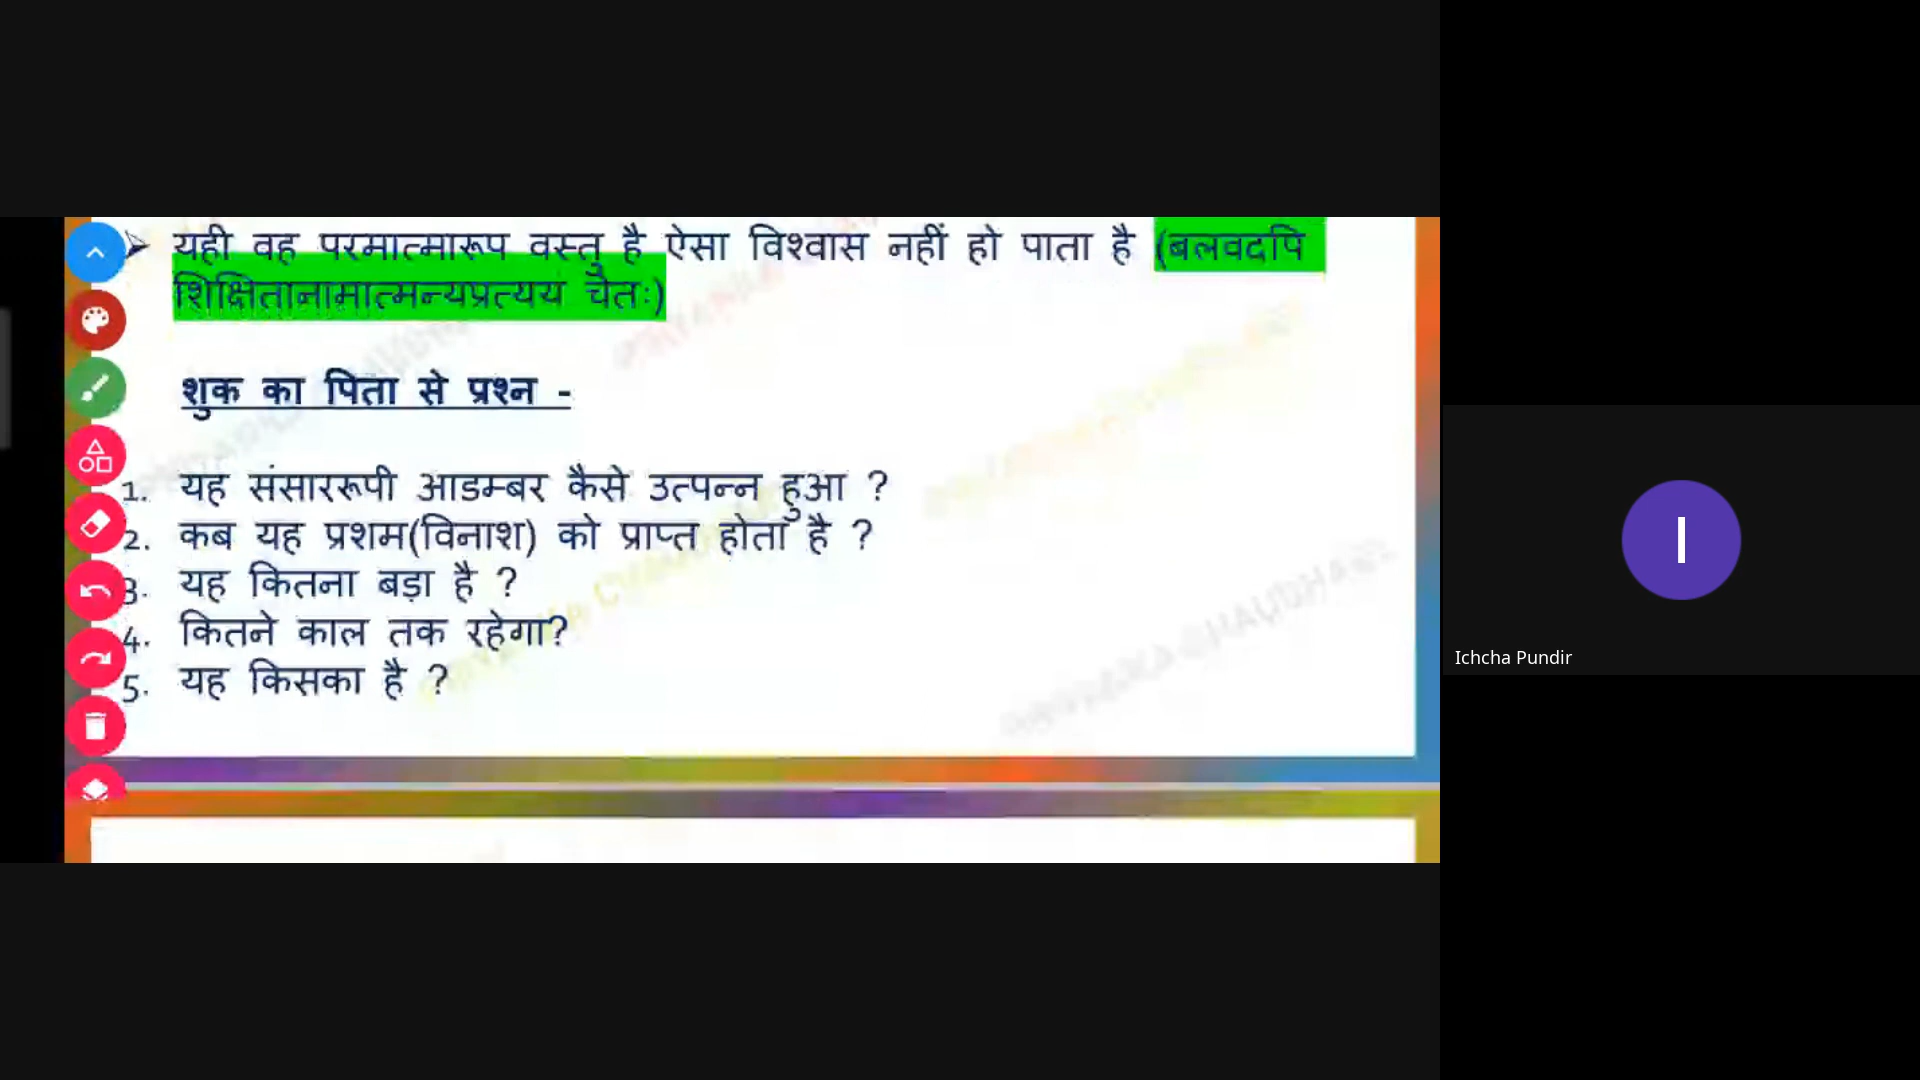 ➢ यही वह परमात्मारूप वस्तु है ऐसा विश्वास नहीं हो पाता है (बलवदपि
शिक्षितानामात्मन्यप्रत्ययं चेतः)
शुक का पिता से प्रश्न -
1. यह संसाररूपी आडम्बर कैसे उत्पन्न हुआ ?
2. कब यह प्रशम(विनाश) को प्राप्त होता है ?
3. यह कितना बड़ा है ?
4. कितने काल तक रहेगा?
5. यह किसका है ?
I
Ichcha Pundir